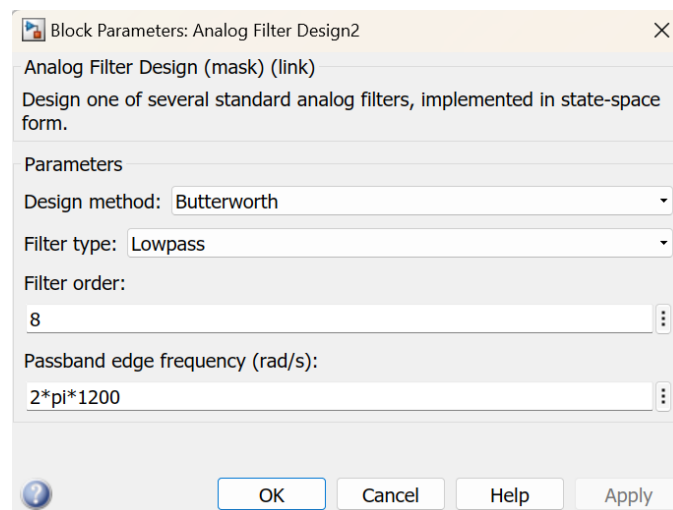 Block Parameters: Analog Filter Design2
Analog Filter Design (mask) (link)
Design one of several standard analog filters, implemented in state-space
form.
Parameters
Design method: Butterworth
Filter type: Lowpass
Filter order:
8
Passband edge frequency (rad/s):
2*pi*1200
OK Cancel Help Apply